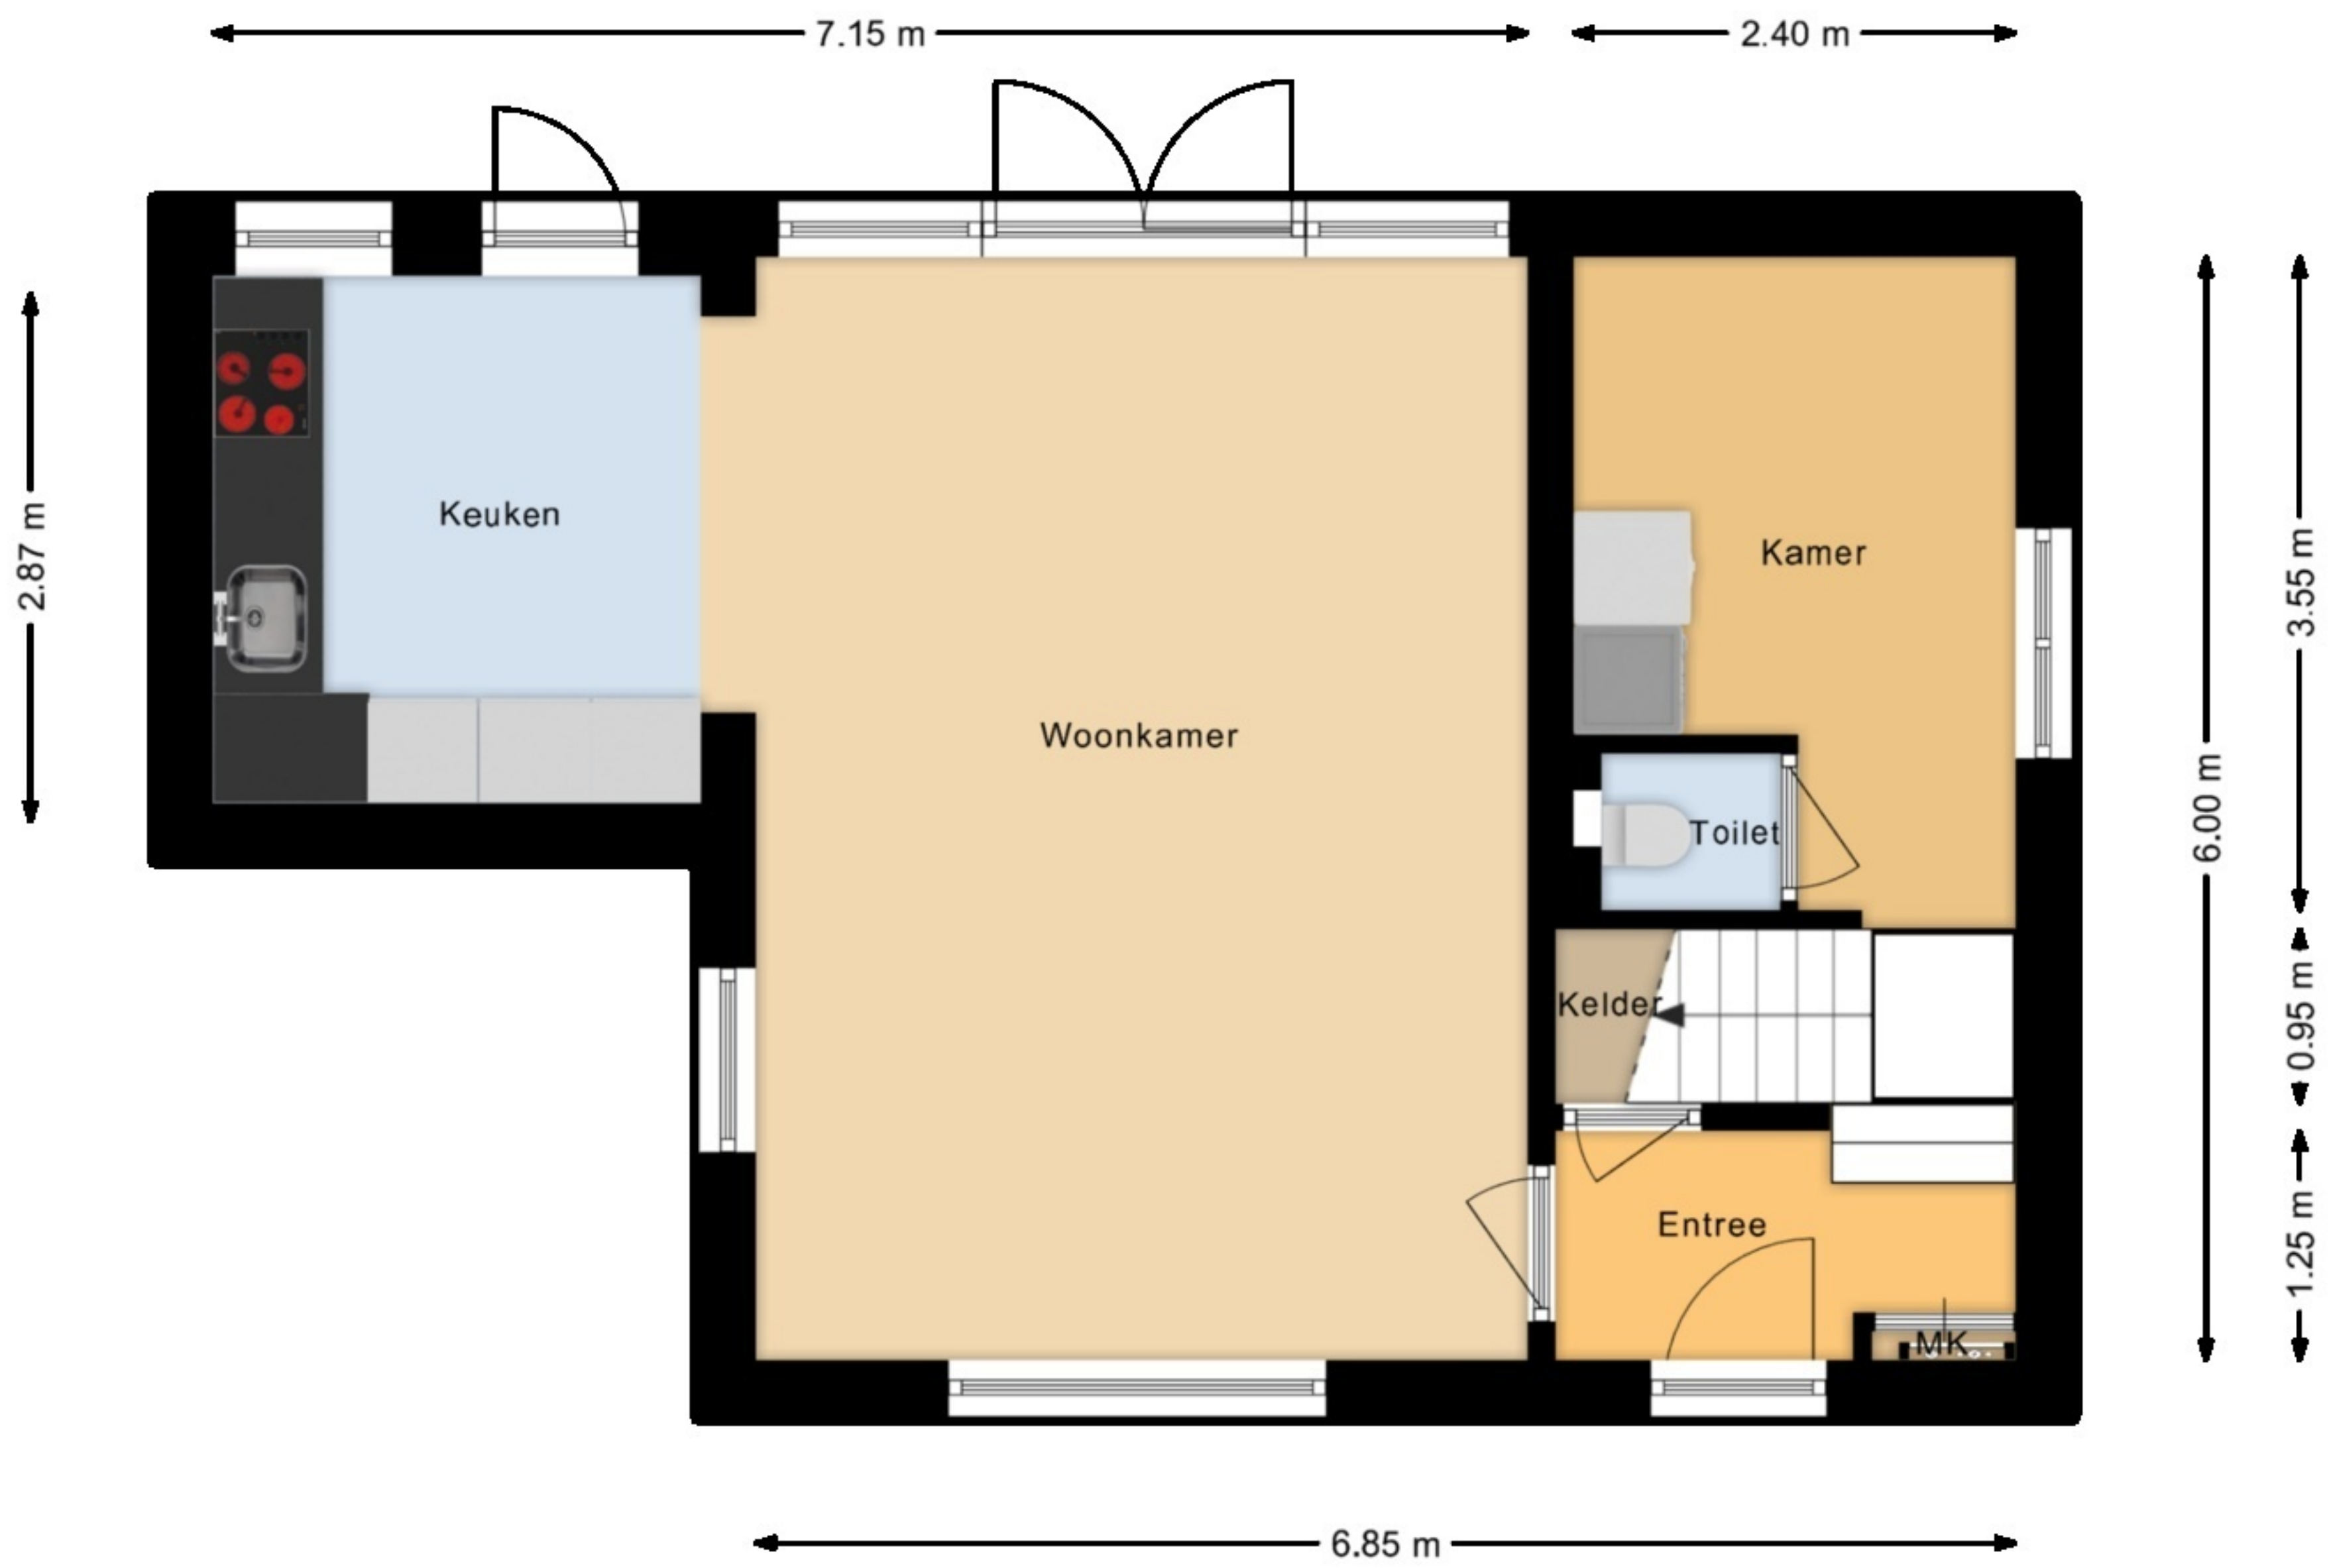 7.15 m
2.40 m
2.87 m
Keuken
Kamer
3.55 m
Woonkamer
6.00 m
Toilet
Kelder
0.95 m
Entree
1.25 m
MK
6.85 m